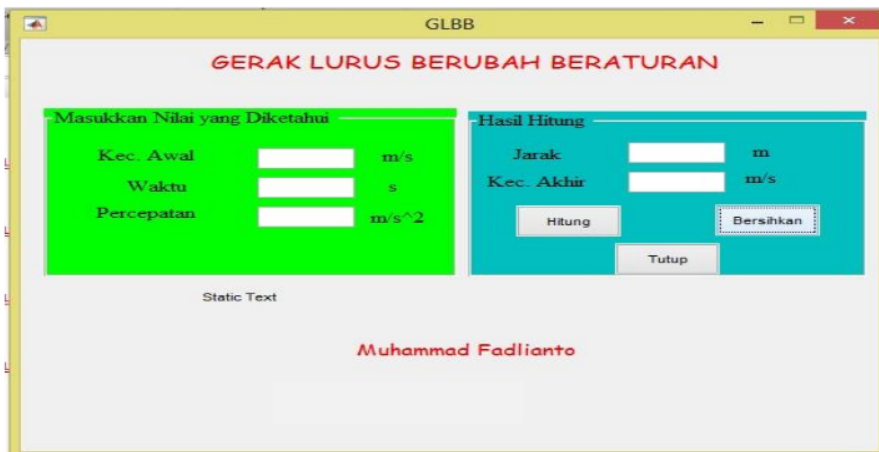 GLBB
GERAK LURUS BERUBAH BERATURAN
Masukkan Nilai yang Diketahui
Kec. Awal m/s
Waktu s
Percepatan m/s^2
Hasil Hitung
Jarak m
Kec. Akhir m/s
Hitung Bersihkan
Tutup
Static Text
Muhammad Fadlianto